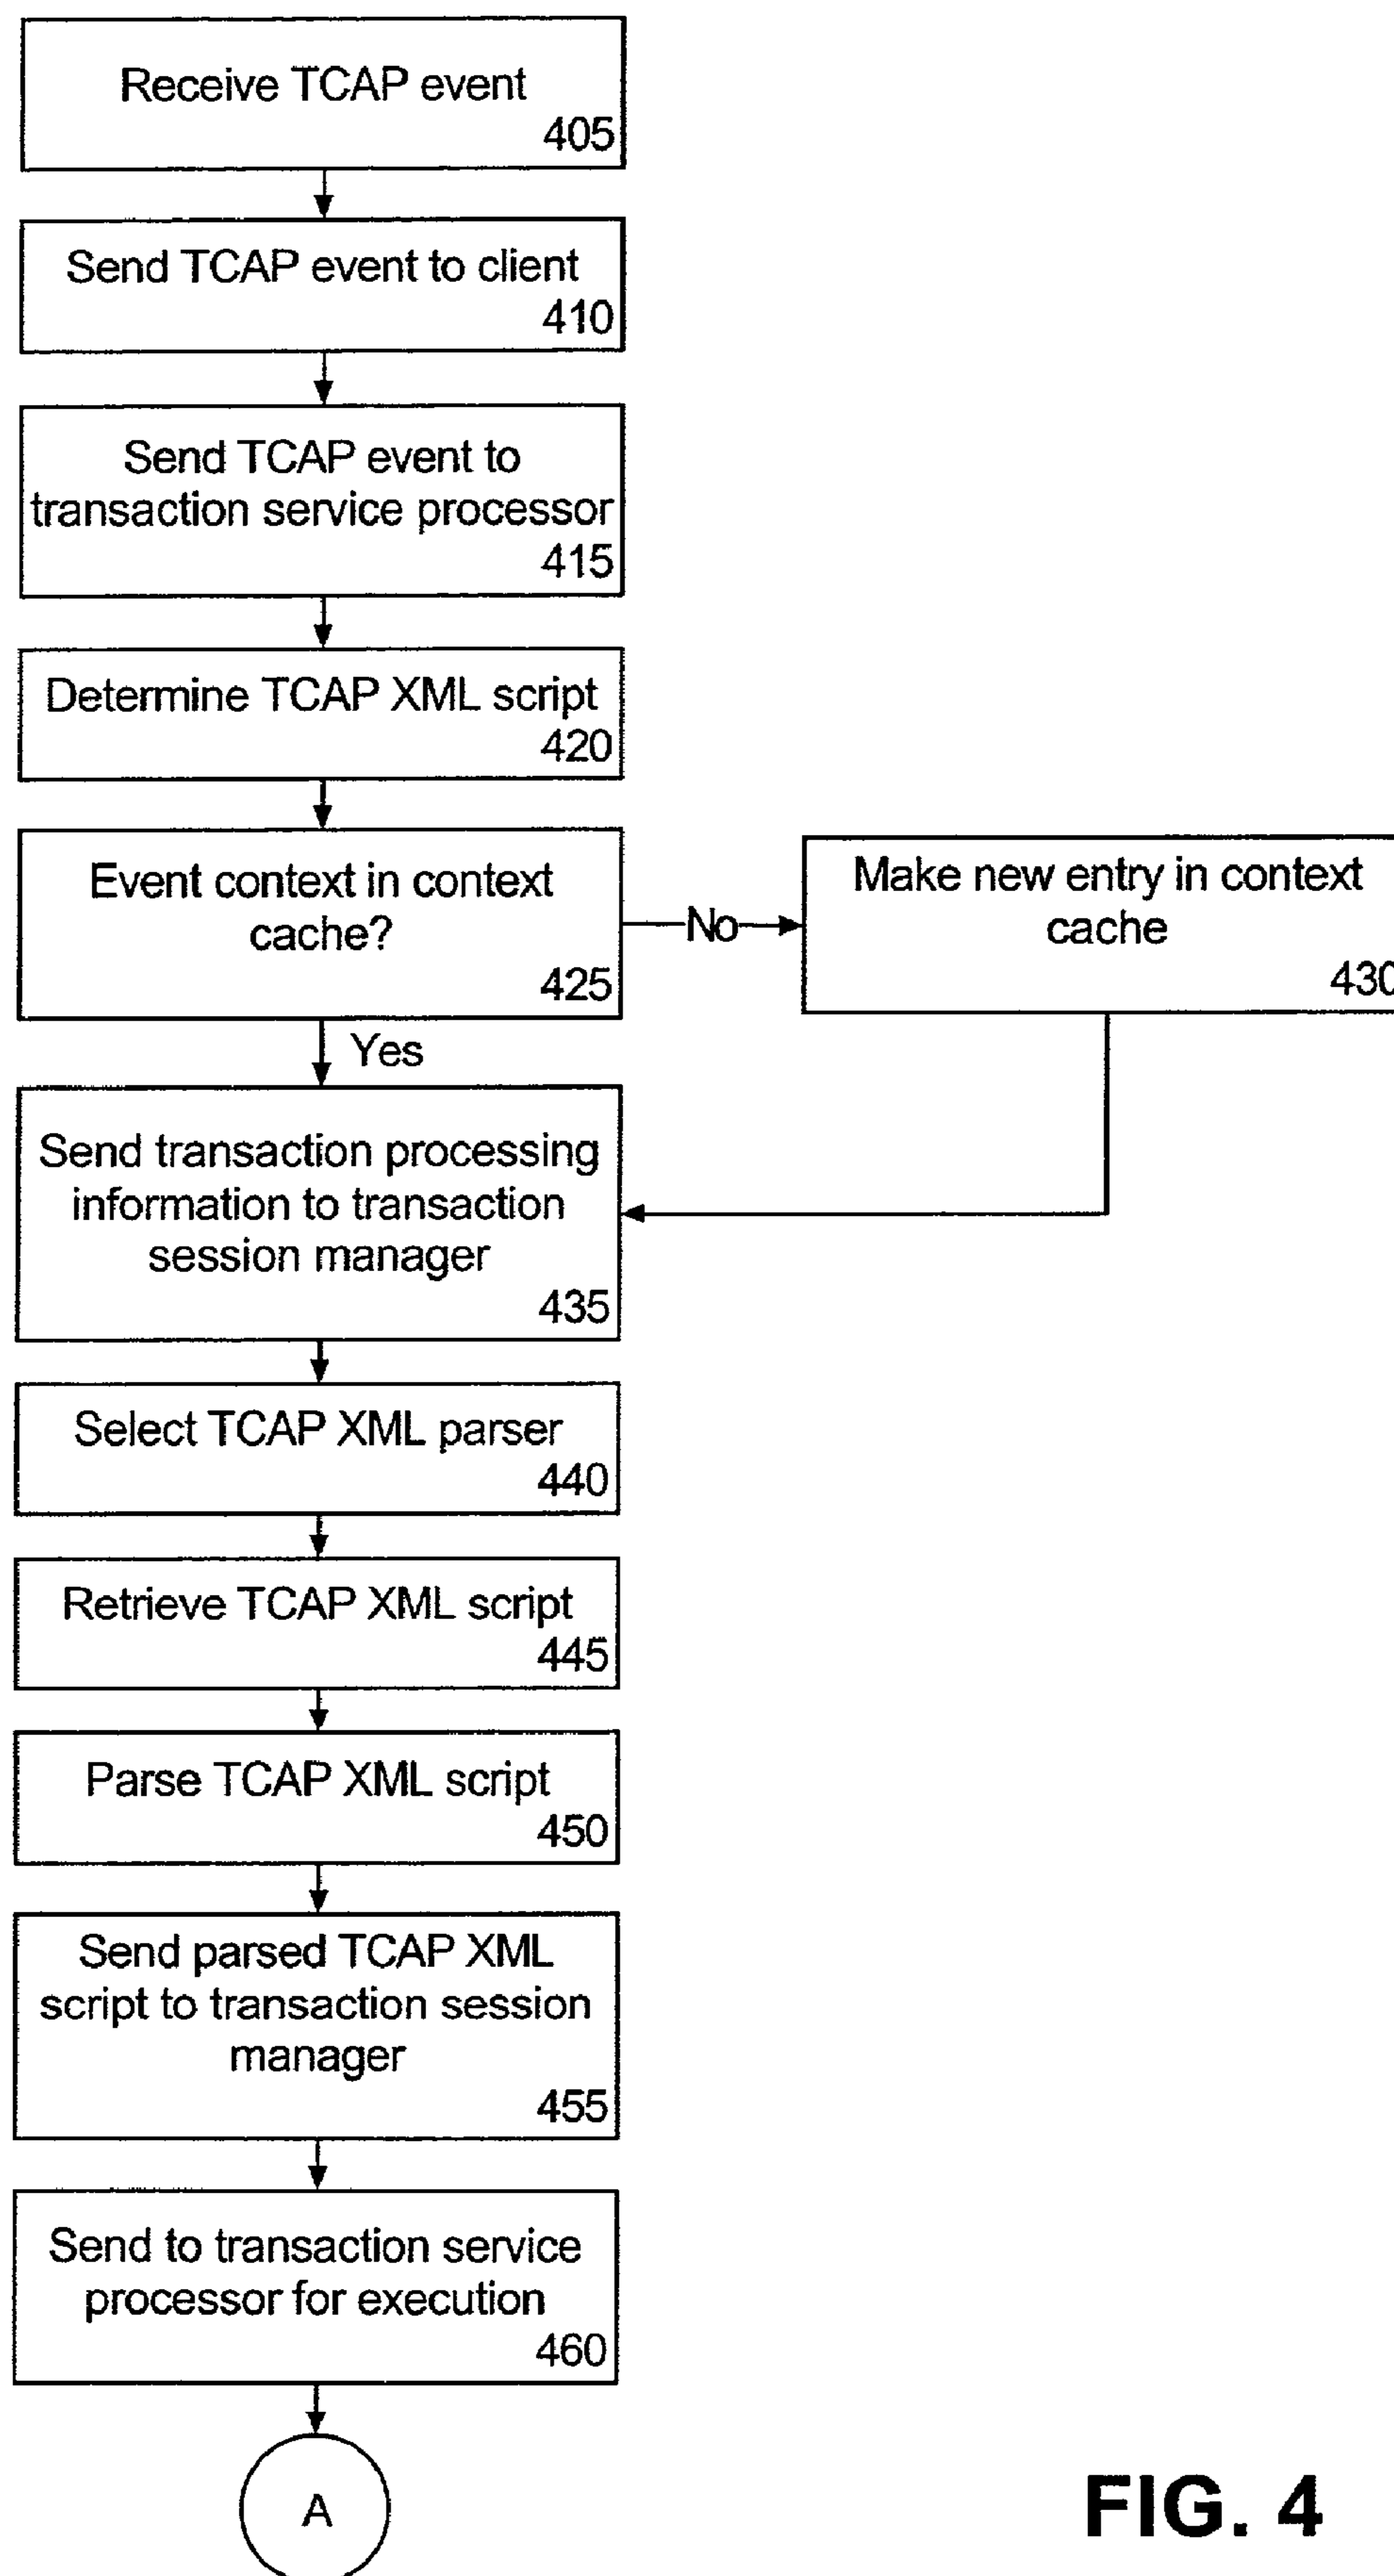 Receive TCAP event
405
Send TCAP event to client
410
Send TCAP event to
transaction service processor
415
Determine TCAP XML script
420
Event context in context
cache?
425
No
Make new entry in context
cache
430
Yes
Send transaction processing
information to transaction
session manager
435
Select TCAP XML parser
440
Retrieve TCAP XML script
445
Parse TCAP XML script
450
Send parsed TCAP XML
script to transaction session
manager
455
Send to transaction service
processor for execution
460
A
FIG. 4